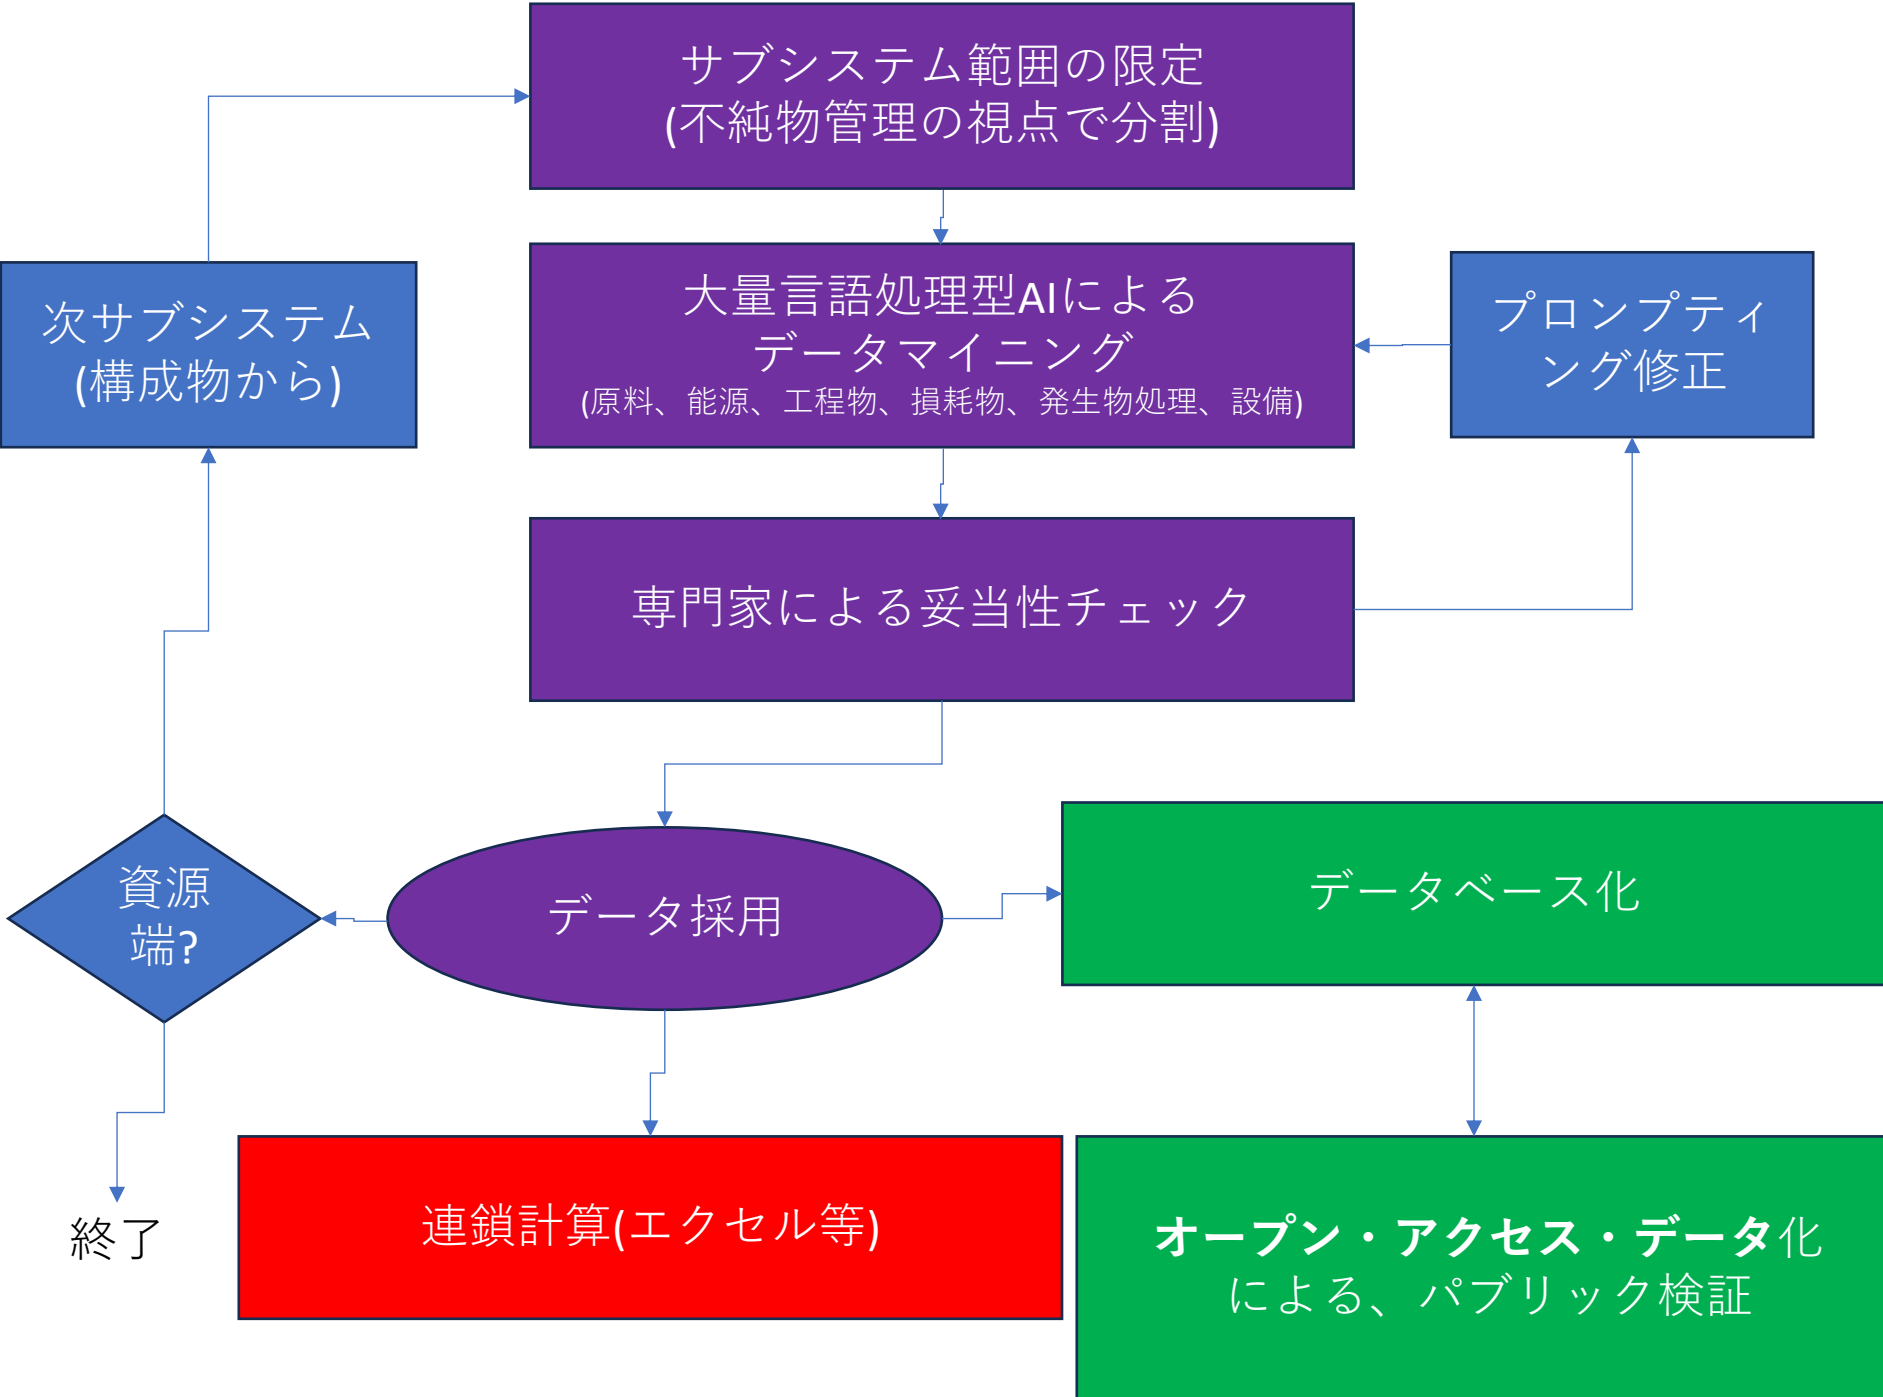 サブシステム範囲の限定
(不純物管理の視点で分割)
次サブシステム
(構成物から)
大量言語処理型AIによる
データマイニング
(原料、能源、工程物、損耗物、発生物処理、設備)
プロンプティ
ング修正
専門家による妥当性チェック
資源
端?
データ採用
データベース化
終了
連鎖計算(エクセル等)
オープン・アクセス・データ化
による、パブリック検証